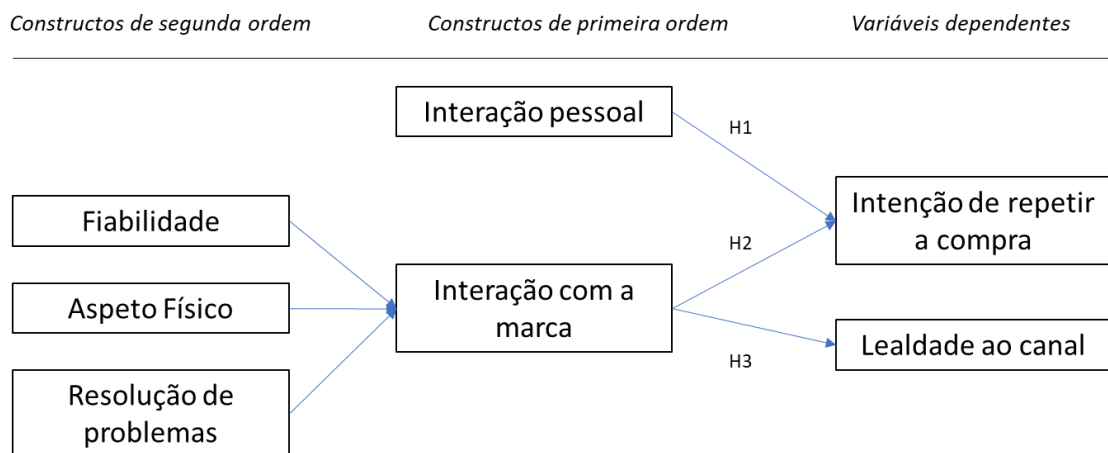 Constructos de segunda ordem
Constructos de primeira ordem
Variáveis dependentes
Interação pessoal
H1
Fiabilidade
Intenção de repetir
a compra
H2
Aspeto Físico
Interação com a
marca
Lealdade ao canal
H3
Resolução de
problemas